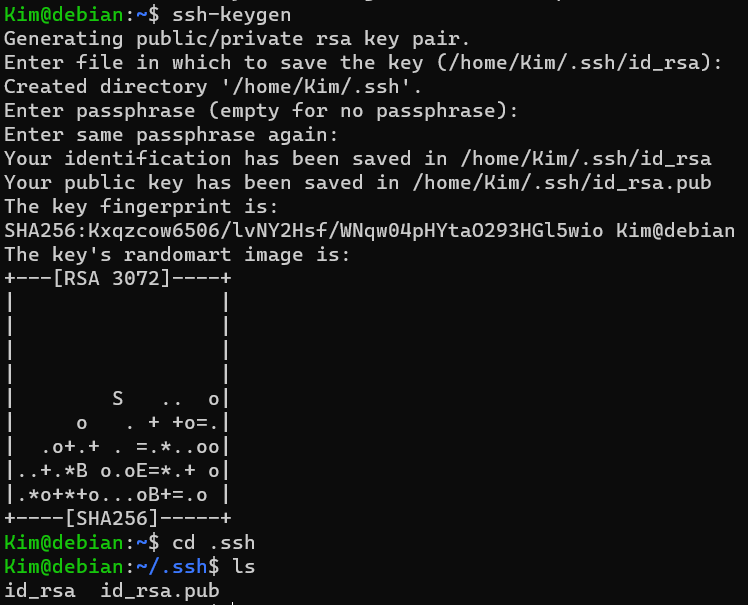 Kim@debian:~$ ssh-keygen
Generating public/private rsa key pair.
Enter file in which to save the key (/home/Kim/.ssh/id_rsa):
Created directory '/home/Kim/.ssh'.
Enter passphrase (empty for no passphrase):
Enter same passphrase again:
Your identification has been saved in /home/Kim/.ssh/id_rsa
Your public key has been saved in /home/Kim/.ssh/id_rsa.pub
The key fingerprint is:
SHA256:Kxqzcow6506/lvNY2Hsf/WNqw04pHYtaO293HGl5wio Kim@debian
The key's randomart image is:
+---[RSA 3072]----+
|                 |
|                 |
|                 |
|                 |
|        S   ..  o|
|     o   . + +o=.|
|  .o+.+ . =.*..oo|
|..+.*B o.oE=*.+ o|
|.*o+*+o...oB+=.o |
+----[SHA256]-----+
Kim@debian:~$ cd .ssh
Kim@debian:~/.ssh$ ls
id_rsa  id_rsa.pub